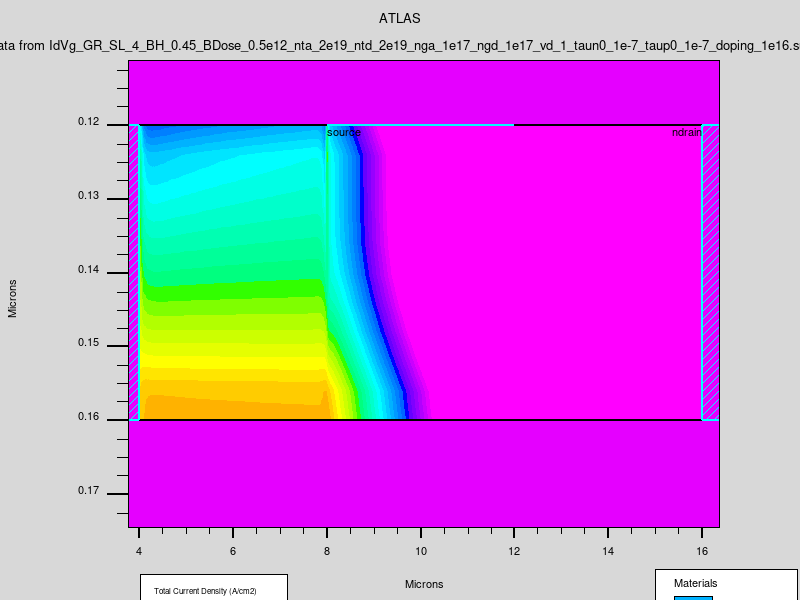 ATLAS
ata from IdVg_GR_SL_4_BH_0.45_BDose_0.5e12_nta_2e19_ntd_2e19_nga_1e17_ngd_1e17_vd_1_taun0_1e-7_taup0_1e-7_doping_1e16.s
0.12
source
ndrain
0.13
0.14
Microns
0.15
0.16
0.17
4 6 8 10 12 14 16
Microns
Materials
Total Current Density (A/cm2)